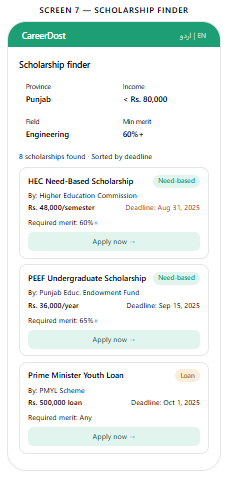 SCREEN 7 — SCHOLARSHIP FINDER
CareerDost
اردو | EN
Scholarship finder
Province Income
Punjab < Rs. 80,000
Field Min merit
Engineering 60%+
8 scholarships found · Sorted by deadline
HEC Need-Based Scholarship Need-based
By: Higher Education Commission
Rs. 48,000/semester Deadline: Aug 31, 2025
Required merit: 60%+
Apply now →
PEEF Undergraduate Scholarship Need-based
By: Punjab Educ. Endowment Fund
Rs. 36,000/year Deadline: Sep 15, 2025
Required merit: 65%+
Apply now →
Prime Minister Youth Loan Loan
By: PMYL Scheme
Rs. 500,000 loan Deadline: Oct 1, 2025
Required merit: Any
Apply now →